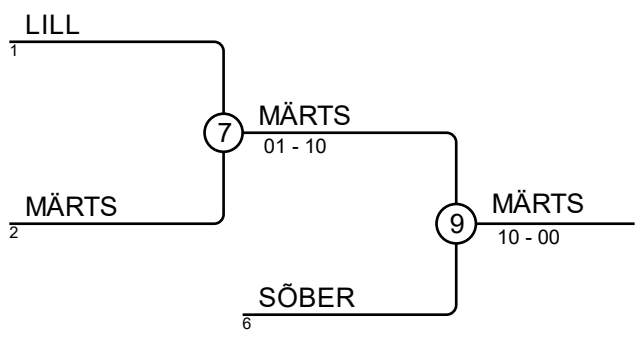 LILL
1
7
MÄRTS
01 - 10
MÄRTS
2
9
MÄRTS
10 - 00
SÕBER
6